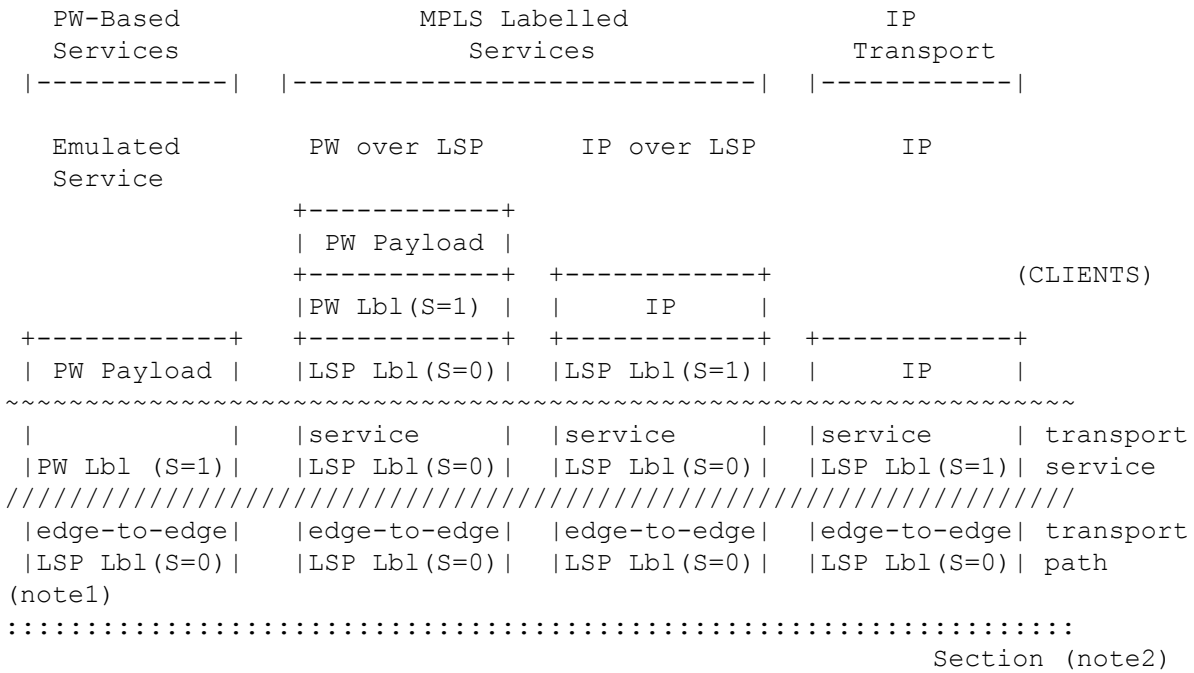 PW-Based                MPLS Labelled                 IP
   Services                  Services                Transport
 |------------|  |-----------------------------|  |------------|

   Emulated        PW over LSP      IP over LSP         IP
   Service
                  +------------+
                  | PW Payload |
                  +------------+  +------------+               (CLIENTS)
                  |PW Lbl(S=1) |  |     IP     |
 +------------+   +------------+  +------------+  +------------+
 | PW Payload |   |LSP Lbl(S=0)|  |LSP Lbl(S=1)|  |     IP     |
~~~~~~~~~~~~~~~~~~~~~~~~~~~~~~~~~~~~~~~~~~~~~~~~~~~~~~~~~~~~~~~~~~~
 |            |   |service     |  |service     |  |service     | transport
 |PW Lbl (S=1)|   |LSP Lbl(S=0)|  |LSP Lbl(S=0)|  |LSP Lbl(S=1)| service
///////////////////////////////////////////////////////////////////
 |edge-to-edge|   |edge-to-edge|  |edge-to-edge|  |edge-to-edge| transport
 |LSP Lbl(S=0)|   |LSP Lbl(S=0)|  |LSP Lbl(S=0)|  |LSP Lbl(S=0)| path
(note1)
:::::::::::::::::::::::::::::::::::::::::::::::::::::::::::::::::::
                                                          Section (note2)